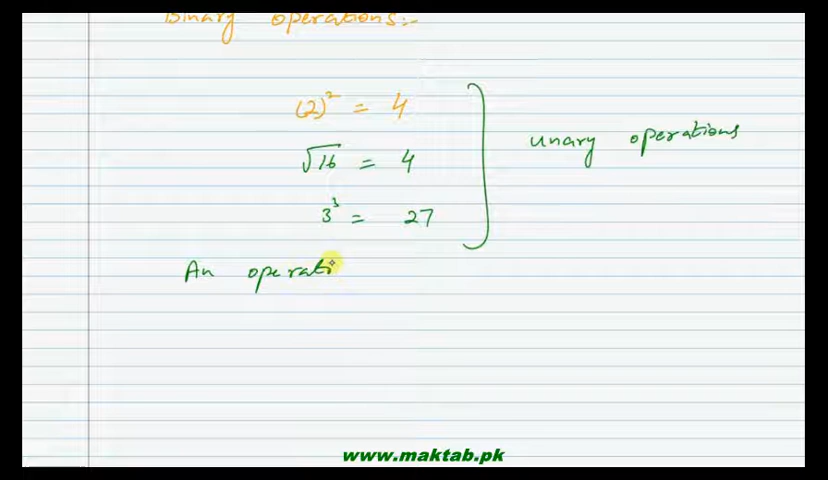 Binary operations:-
(2)² = 4
√16 = 4
unary operations
3³ = 27
An operati
www.maktab.pk